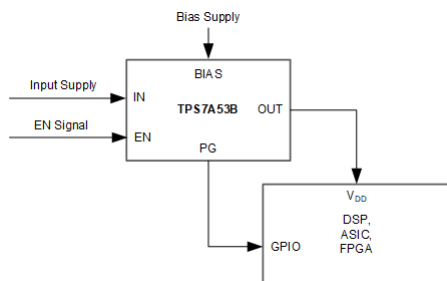 Bias Supply
BIAS
Input Supply
IN
TPS7A53B
OUT
EN Signal
EN
PG
VDD
DSP,
ASIC,
GPIO
FPGA